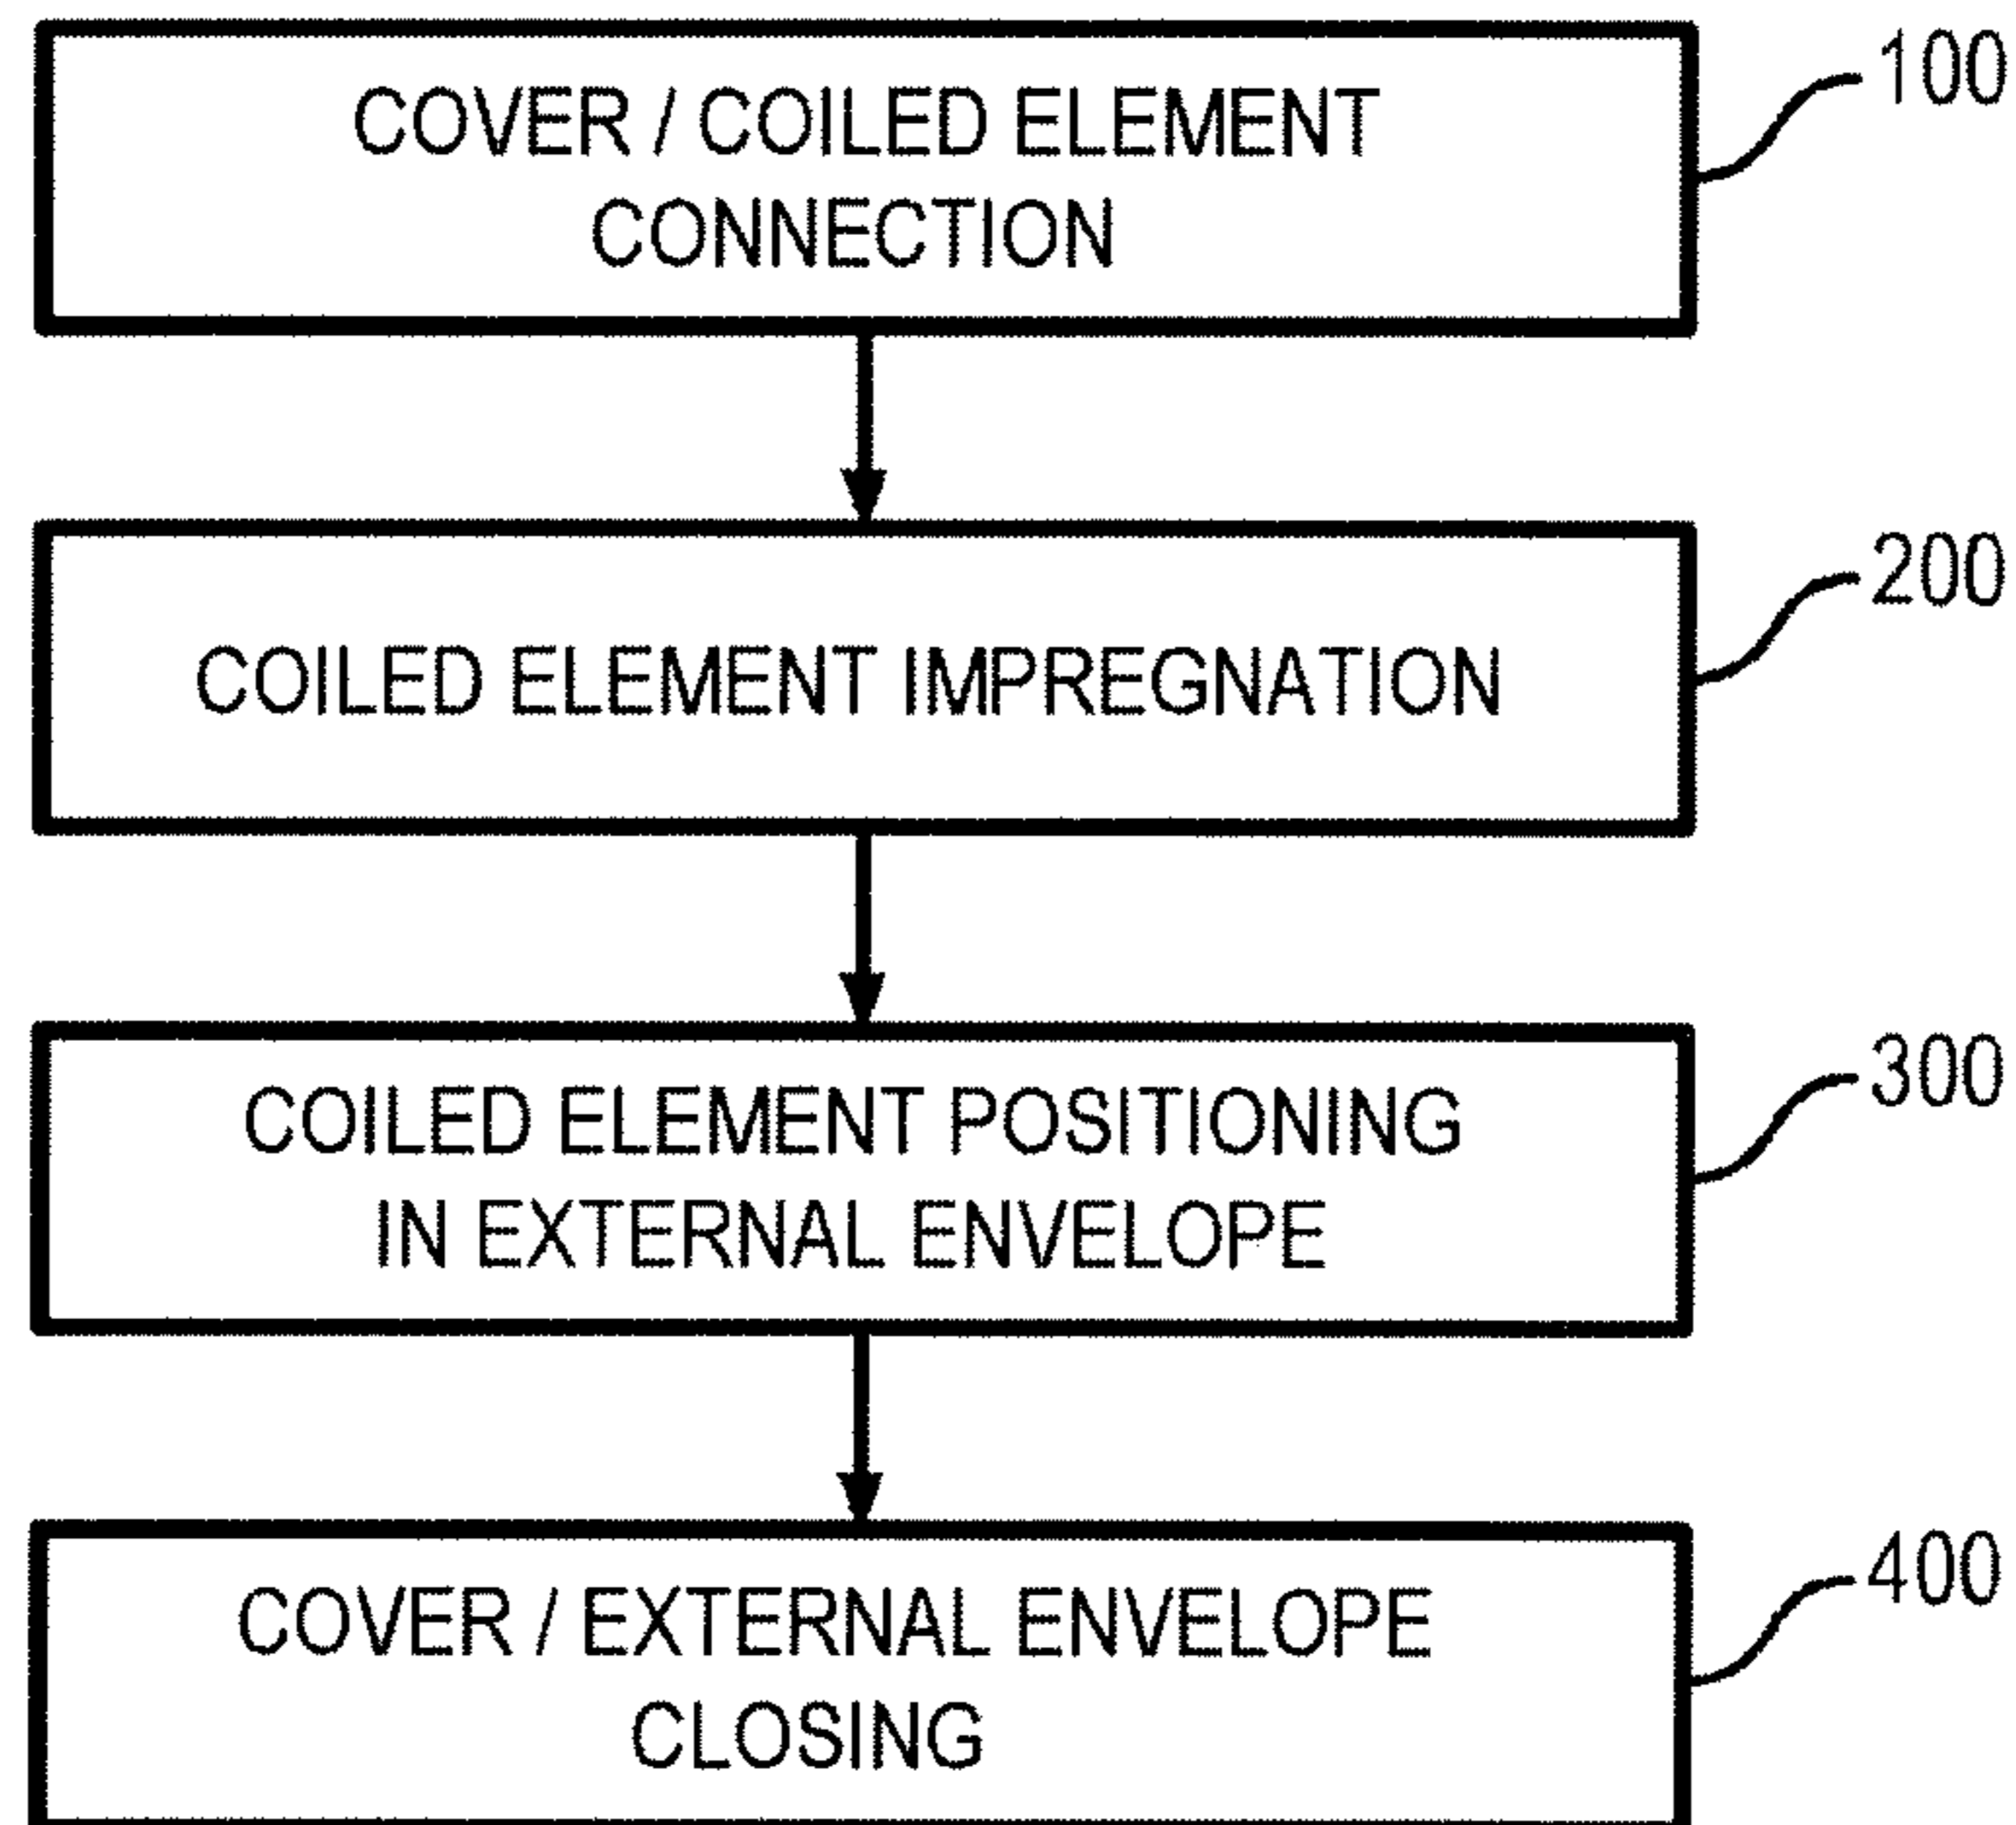 COVER / COILED ELEMENT
CONNECTION
100
COILED ELEMENT IMPREGNATION
200
COILED ELEMENT POSITIONING
IN EXTERNAL ENVELOPE
300
COVER / EXTERNAL ENVELOPE
CLOSING
400